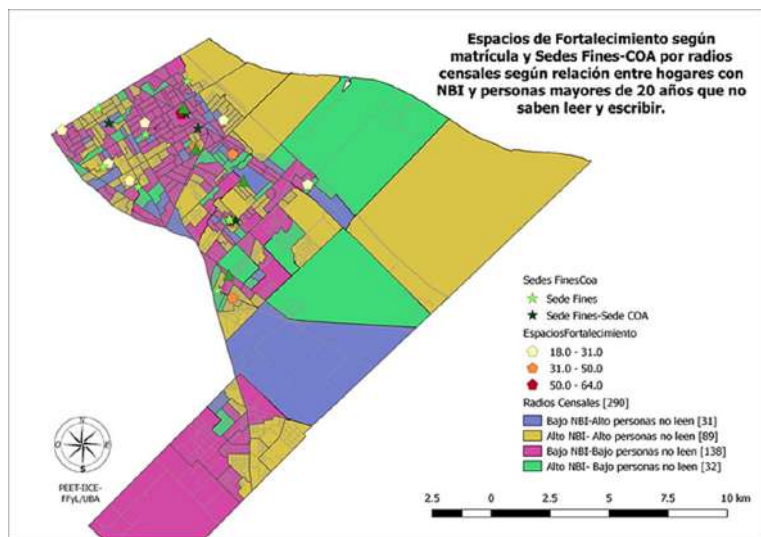 Espacios de Fortalecimiento según
matrícula y Sedes Fines-COA por radios
censales según relación entre hogares con
NBI y personas mayores de 20 años que no
saben leer y escribir.
Sedes FinesCoa
Sede Fines
Sede Fines-Sede COA
EspaciosFortalecimiento
18.0 - 31.0
31.0 - 50.0
50.0 - 64.0
Radios Censales [290]
Bajo NBI-Alto personas no leen [31]
Alto NBI- Alto personas no leen [89]
Bajo NBI-Bajo personas no leen [138]
Alto NBI- Bajo personas no leen [32]
PEET-IICE-
FFyL/UBA
2.5 0 2.5 5 7.5 10 km